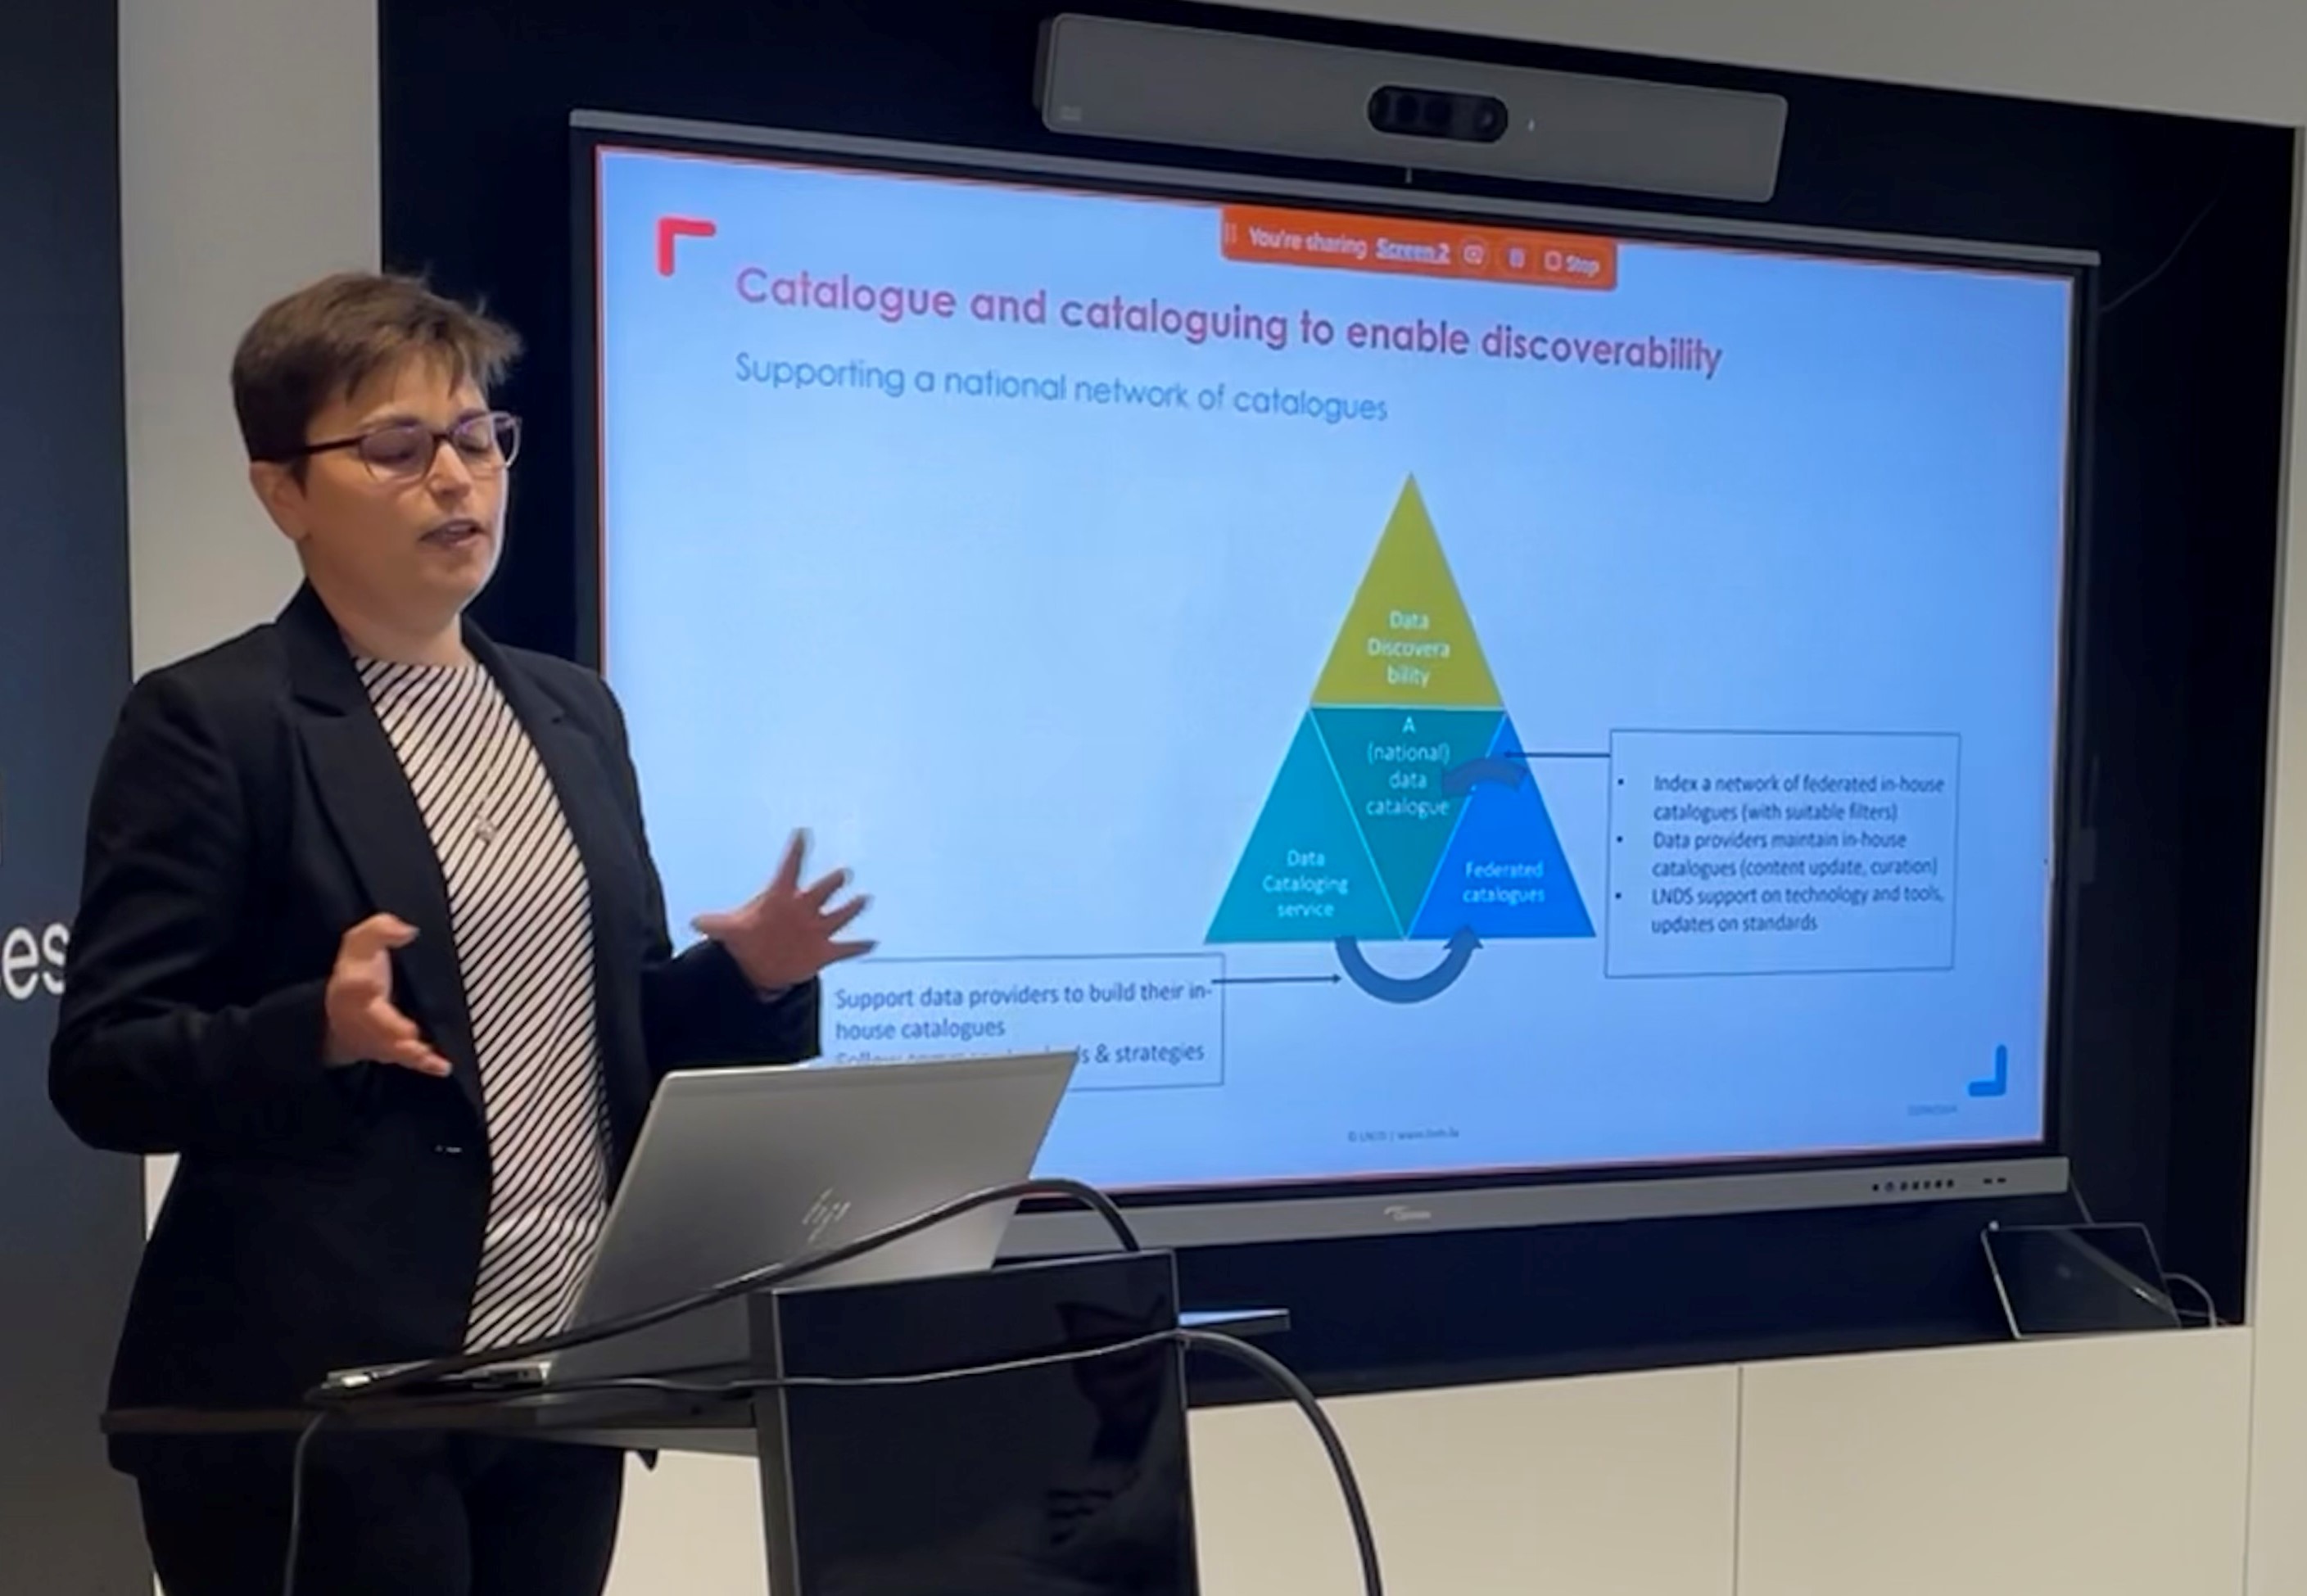 You're sharing Screen 2 Stop
Catalogue and cataloguing to enable discoverability
Supporting a national network of catalogues
Data
Discovera
bility
A
(national)
data
catalogue
Data
Cataloging
service
Federated
catalogues
• Index a network of federated in-house
catalogues (with suitable filters)
• Data providers maintain in-house
catalogues (content update, curation)
• LNDS support on technology and tools,
updates on standards
Support data providers to build their in-
house catalogues
& strategies
es
hp